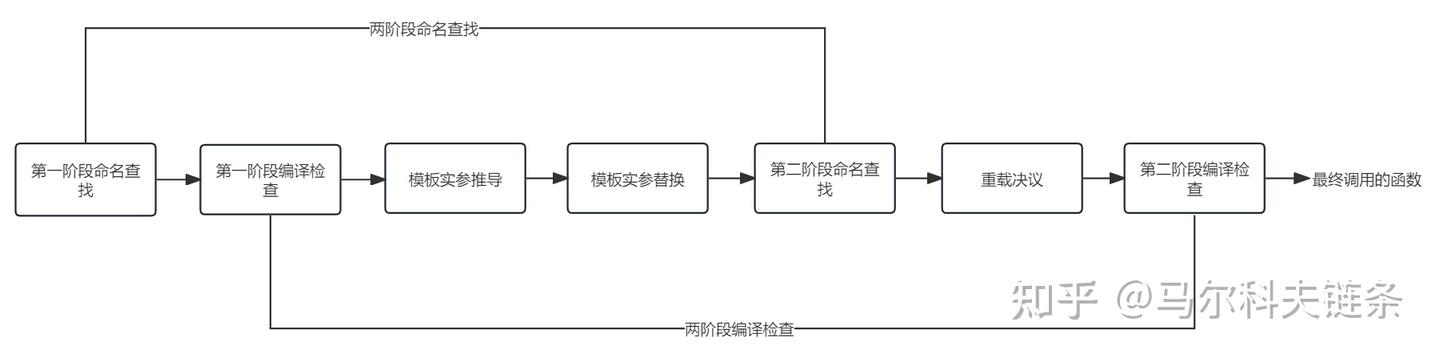 两阶段命名查找
第一阶段命名查
找
第一阶段编译检
查
模板实参推导
模板实参替换
第二阶段命名查
找
重载决议
第二阶段编译检
查
最终调用的函数
两阶段编译检查
知乎 @马尔科夫链条